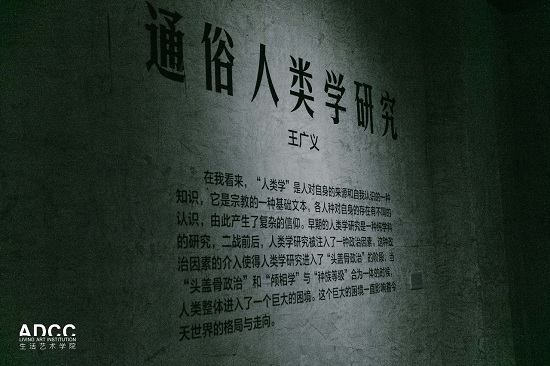 通俗人类学研究
王广义
在我看来，“人类学”是人对自身的来源和自我认识的一种
知识，它是宗教的一种基础文本，各人种对自身的存在有不同的
认识，由此产生了复杂的信仰。早期的人类学研究是一种纯学科
的研究，二战前后，人类学研究被注入了一种政治因素，这种政
治因素的介入使得人类学研究进入了“头盖骨政治”的阶段，当
“头盖骨政治”和“颅相学”与“种族等级”合为一体的时候，
人类整体进入了一个巨大的困境。这个巨大的困境一直影响着今
天世界的格局与走向。
ADCC
LIVING ART INSTITUTION
生活艺术学院